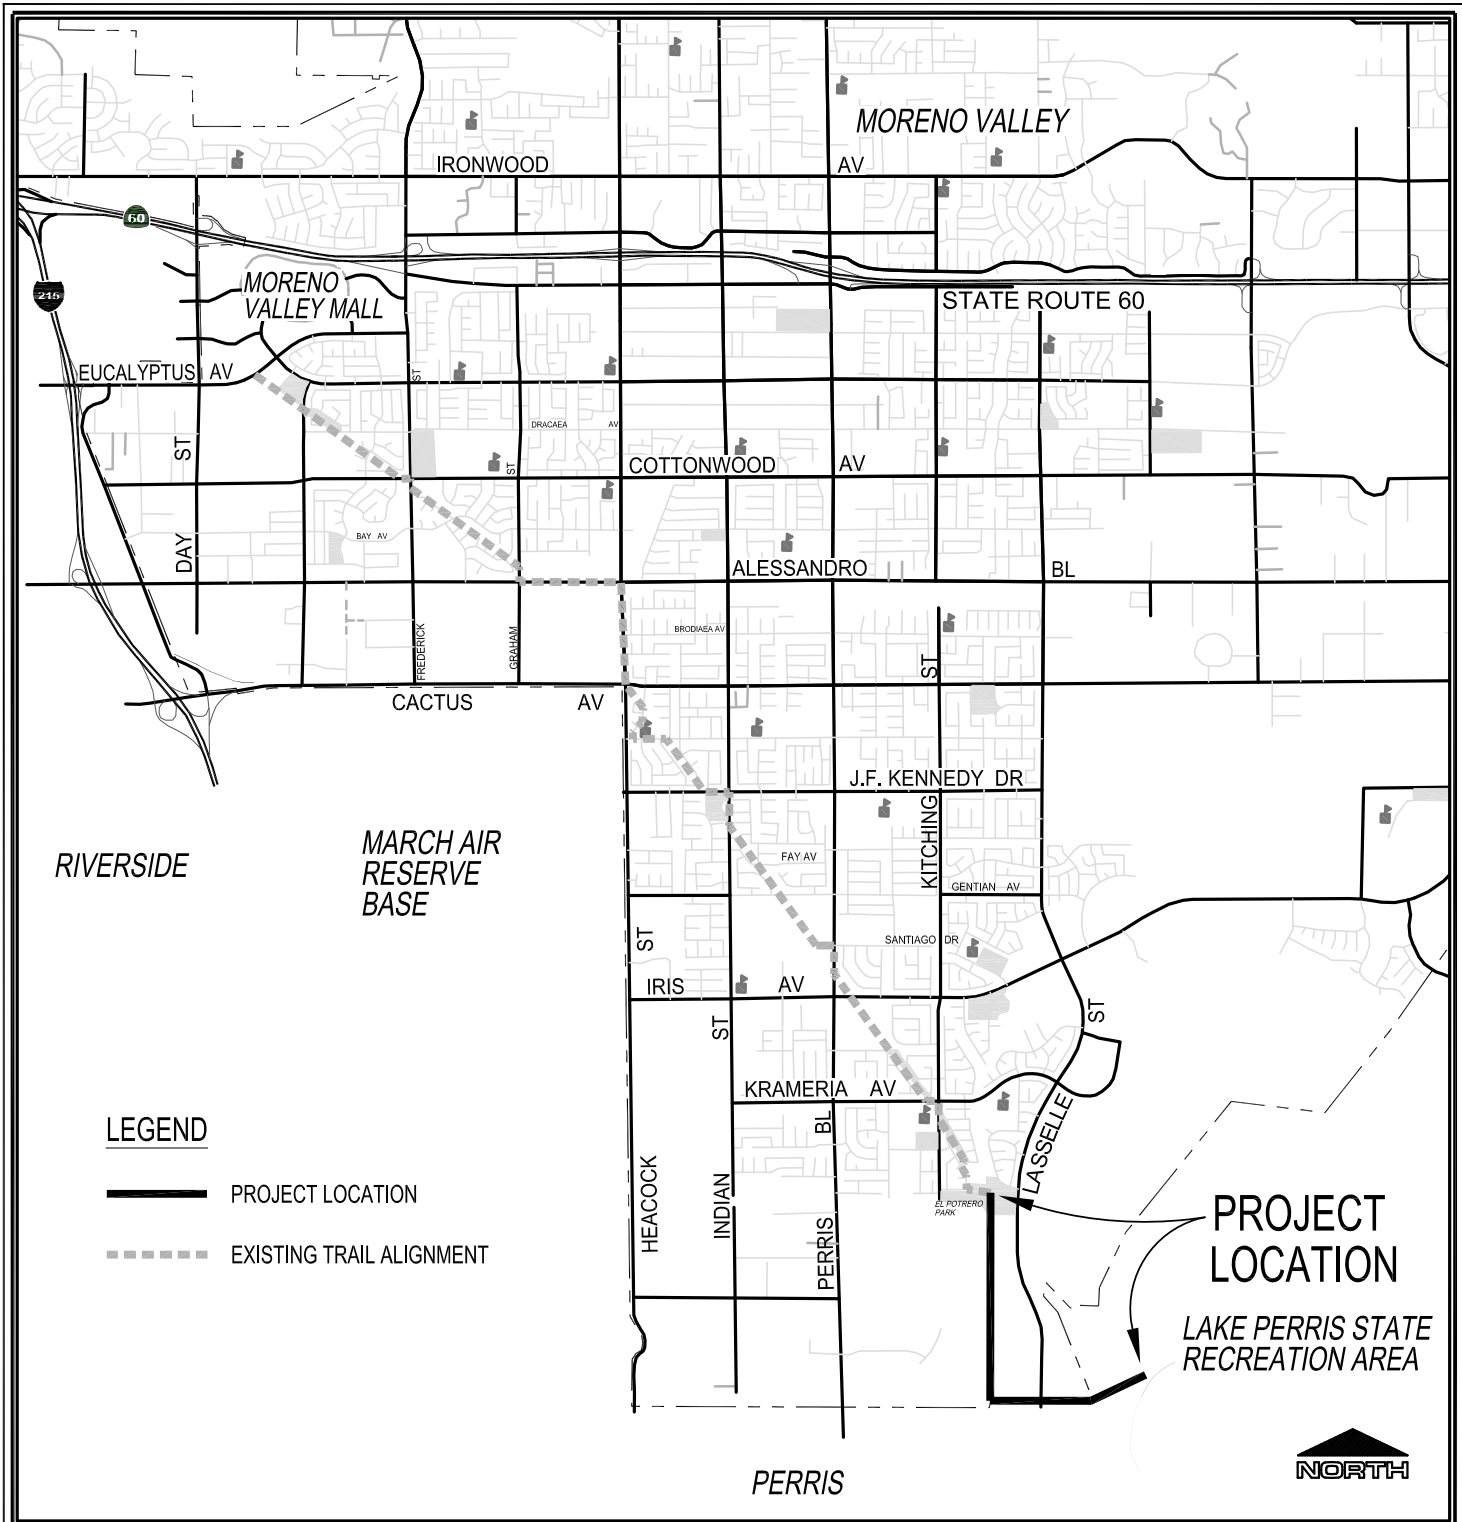 MORENO VALLEY
IRONWOOD AV
60
MORENO
VALLEY MALL
215
STATE ROUTE 60
EUCALYPTUS AV
ST
DRACAEA AV
ST
COTTONWOOD AV
ST
BAY AV
DAY
ALESSANDRO BL
BRODIAEA AV
FREDERICK
GRAHAM
ST
CACTUS AV
J.F. KENNEDY DR
RIVERSIDE
MARCH AIR
RESERVE
BASE
KITCHING
FAY AV
GENTIAN AV
ST
SANTIAGO DR
IRIS AV
ST
ST
KRAMERIA AV
BL
LASSELLE
LEGEND
PROJECT LOCATION
EXISTING TRAIL ALIGNMENT
HEACOCK
INDIAN
PERRIS
EL POTRERO
PARK
PROJECT
LOCATION
LAKE PERRIS STATE
RECREATION AREA
NORTH
PERRIS